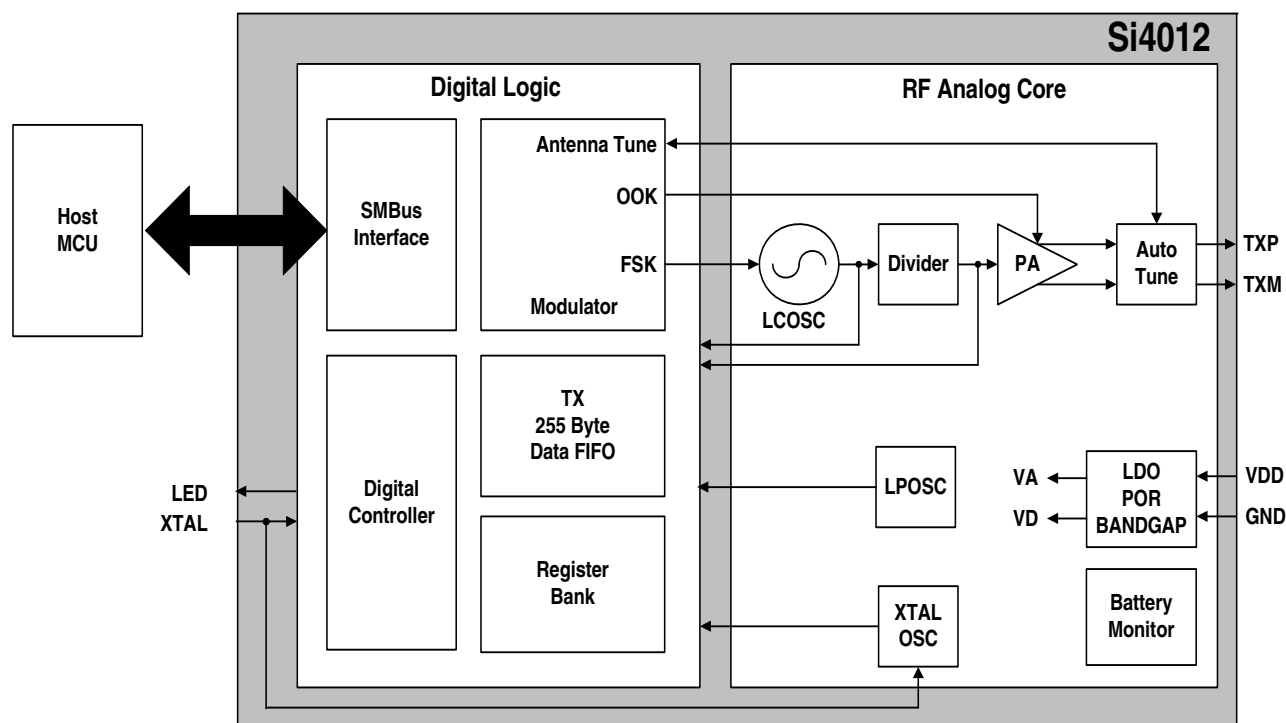 Si4012
Digital Logic
RF Analog Core
Host
MCU
SMBus
Interface
Antenna Tune
OOK
FSK
Modulator
LCOSC
Divider
PA
Auto
Tune
TXP
TXM
TX
255 Byte
Data FIFO
Digital
Controller
Register
Bank
LED
XTAL
LPOSC
XTAL
OSC
VA
VD
LDO
POR
BANDGAP
VDD
GND
Battery
Monitor